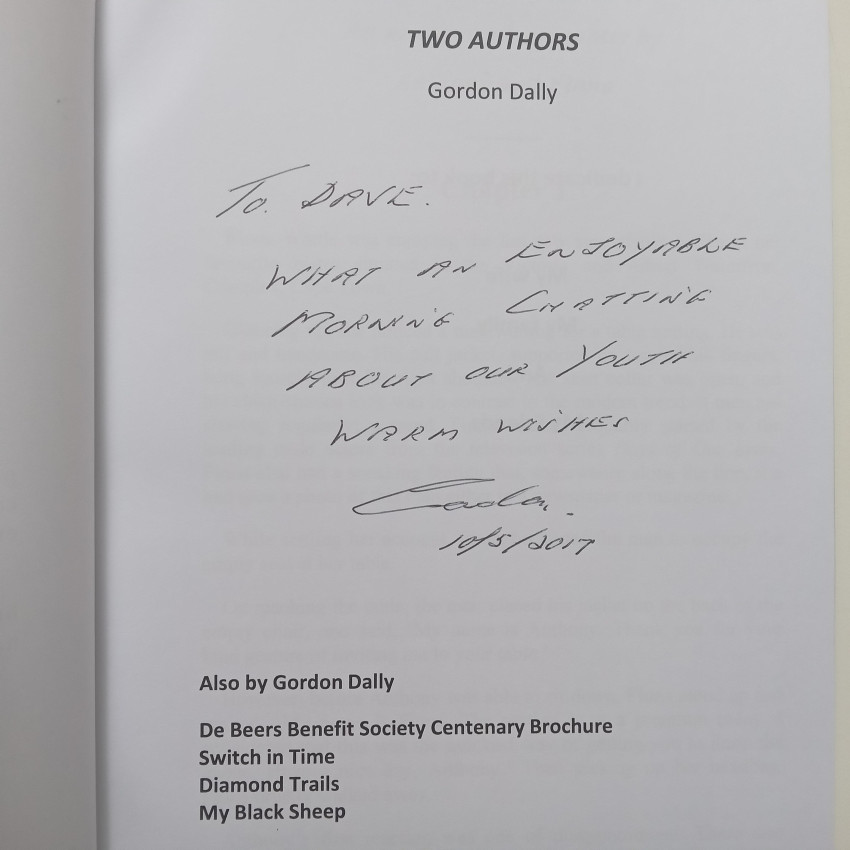 TWO AUTHORS
Gordon Dally
To. DAVE.
WHAT AN ENJOYABLE
MORNING CHATTING
ABOUT OUR YOUTH
WARM WISHES
10/5/2017
Also by Gordon Dally
De Beers Benefit Society Centenary Brochure
Switch in Time
Diamond Trails
My Black Sheep